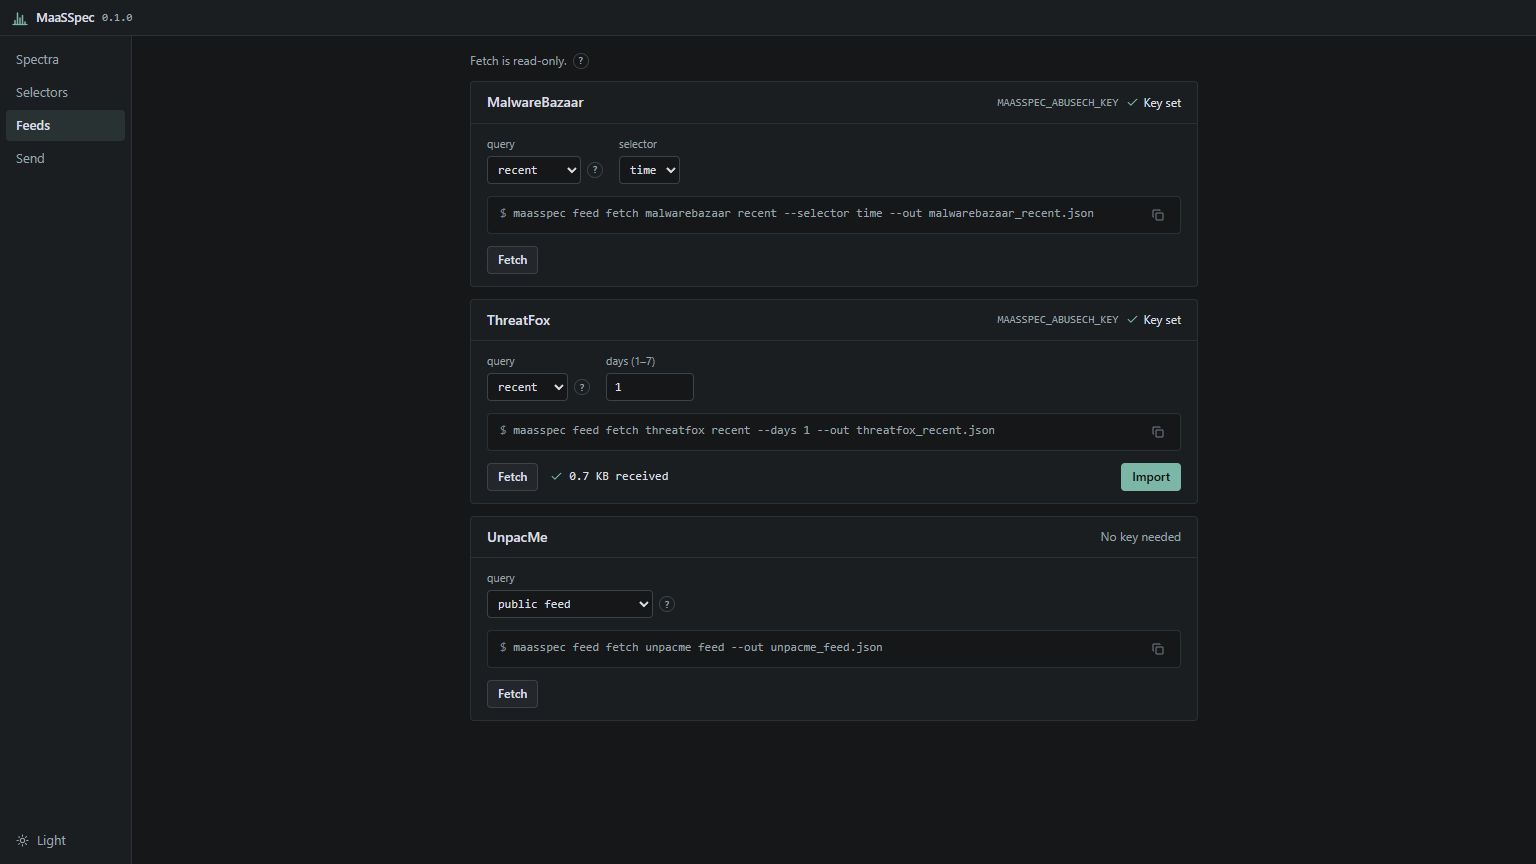 MaaSSpec 0.1.0
Spectra
Selectors
Feeds
Send
Light
Fetch is read-only. ?
MalwareBazaar MAASSPEC_ABUSECH_KEY ✓ Key set
query selector
recent ? time
$ maasspec feed fetch malwarebazaar recent --selector time --out malwarebazaar_recent.json
Fetch
ThreatFox MAASSPEC_ABUSECH_KEY ✓ Key set
query days (1–7)
recent ? 1
$ maasspec feed fetch threatfox recent --days 1 --out threatfox_recent.json
Fetch ✓ 0.7 KB received Import
UnpacMe No key needed
query
public feed ?
$ maasspec feed fetch unpacme feed --out unpacme_feed.json
Fetch